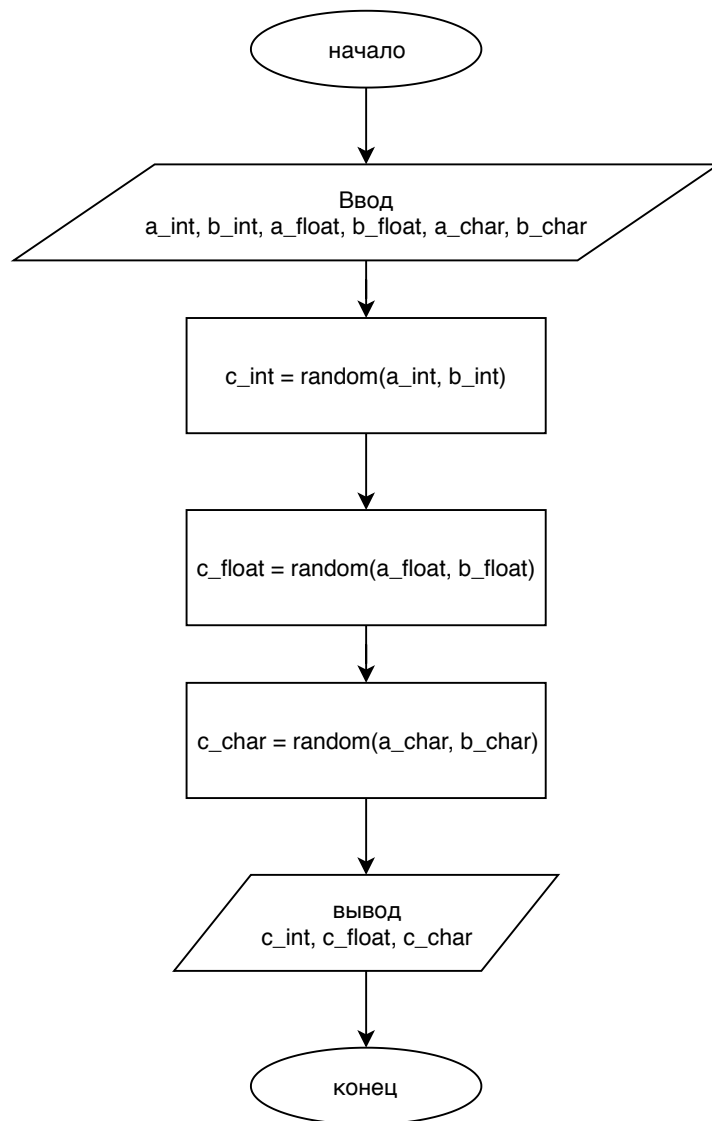 начало
Ввод
a_int, b_int, a_float, b_float, a_char, b_char
c_int = random(a_int, b_int)
c_float = random(a_float, b_float)
c_char = random(a_char, b_char)
вывод
c_int, c_float, c_char
конец